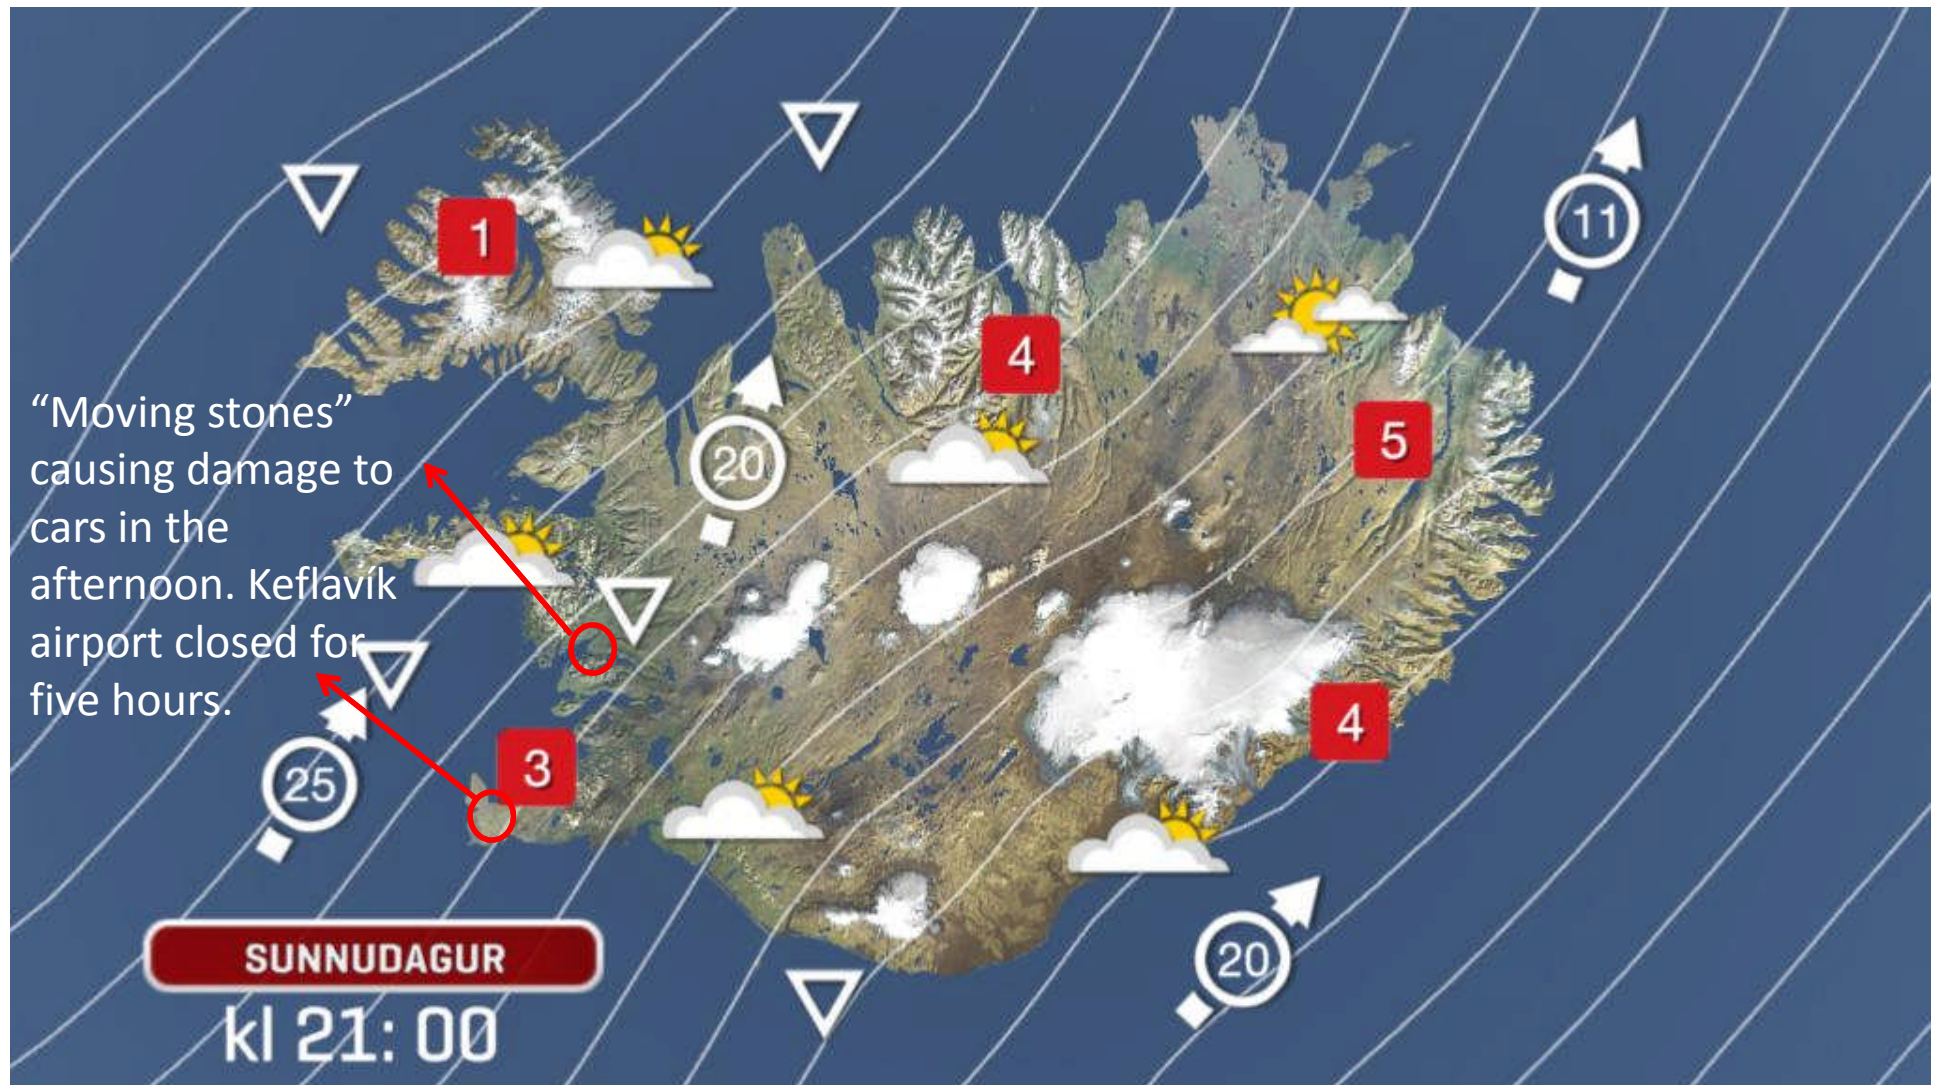 1
11
4
“Moving stones”
causing damage to
cars in the
afternoon. Keflavík
airport closed for
five hours.
20
5
25
3
4
20
SUNNUDAGUR
kl 21: 00